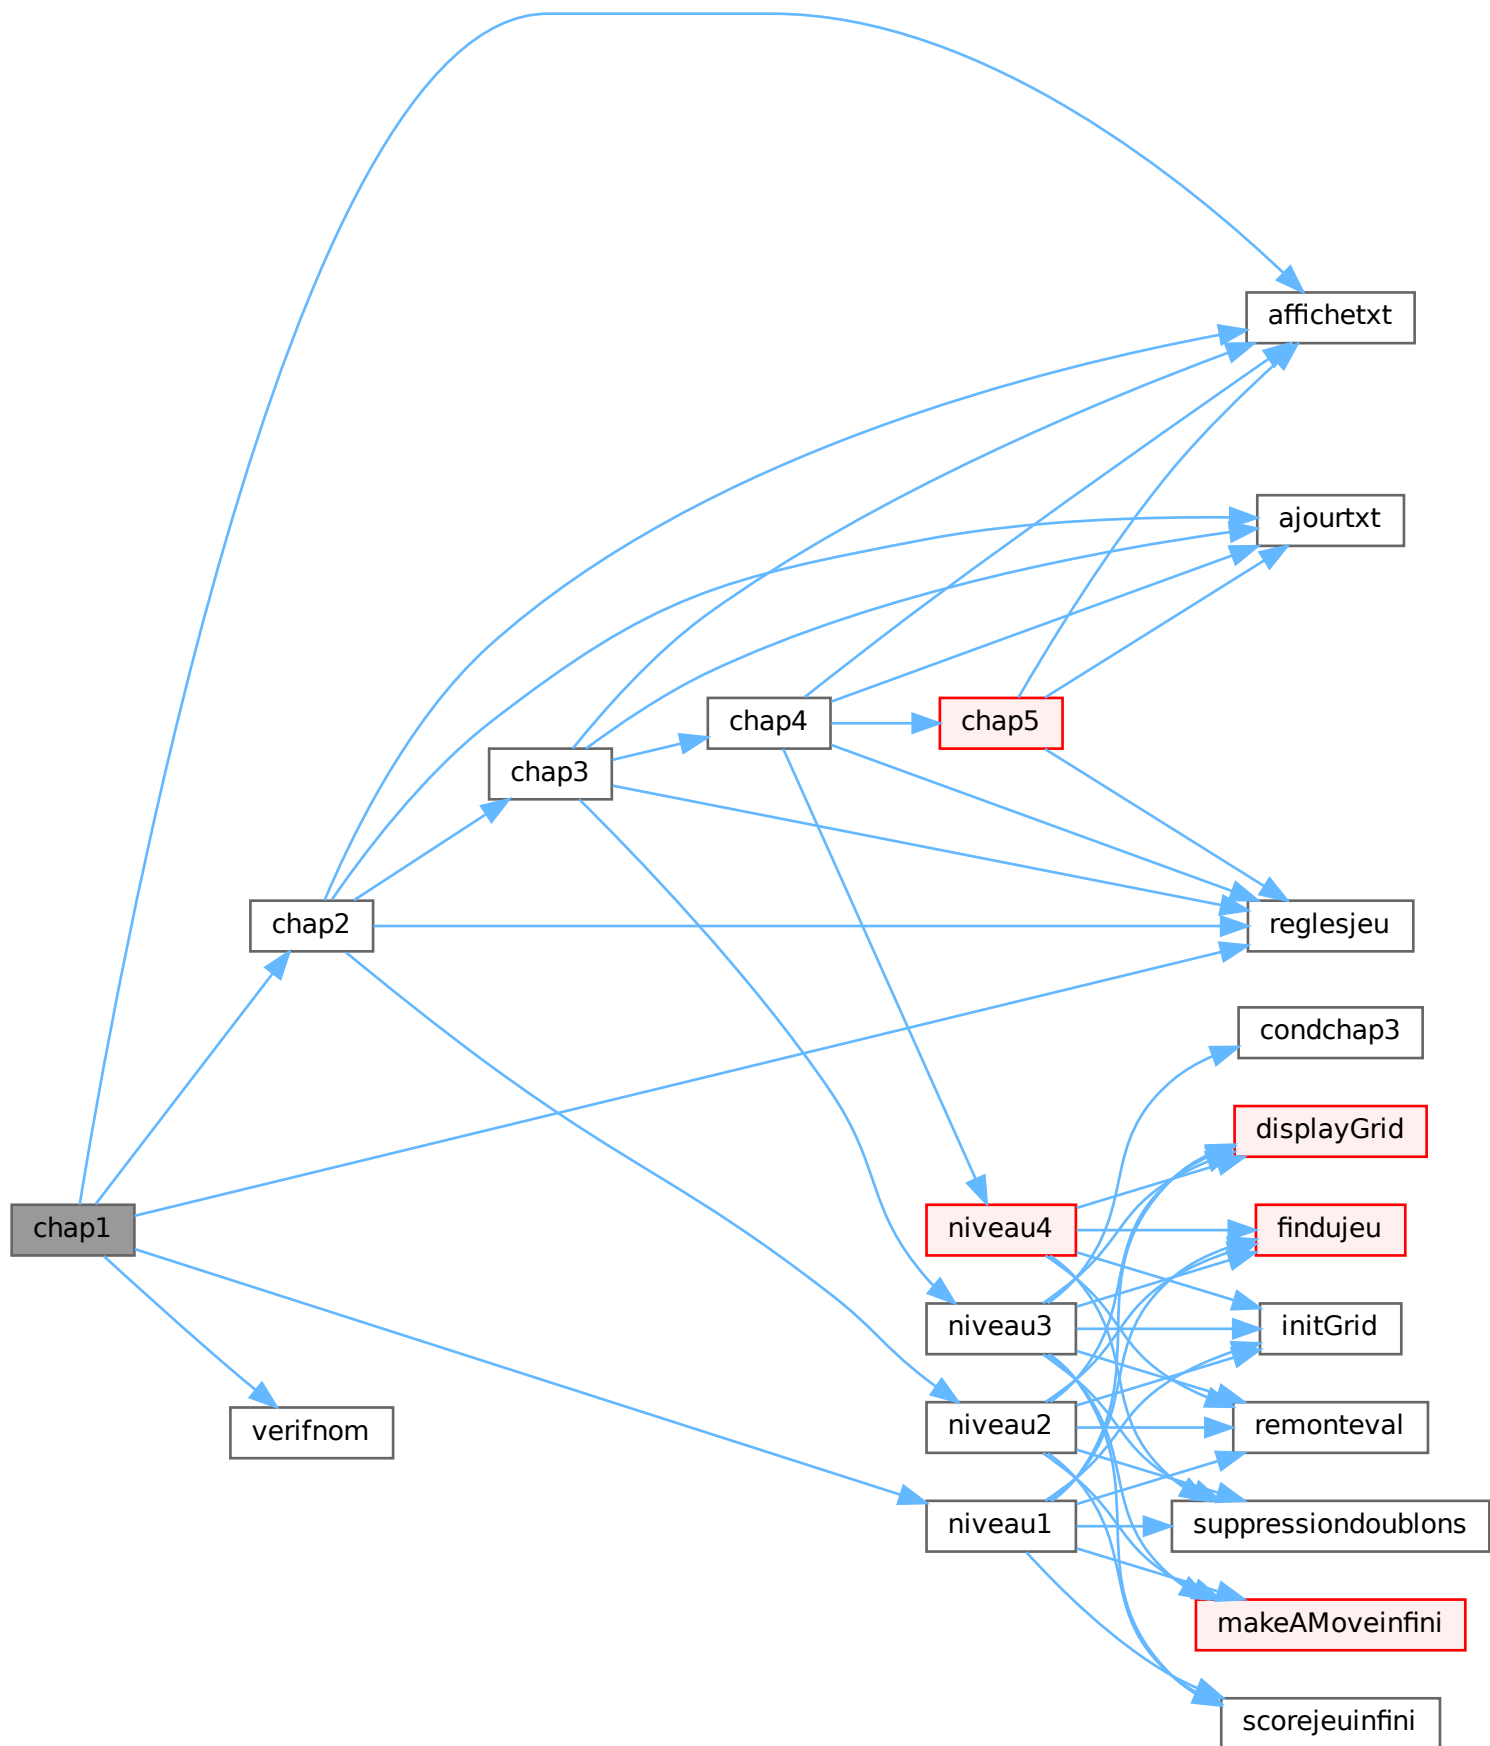 affichetxt
ajourtxt
chap4
chap5
chap3
chap2
reglesjeu
condchap3
displayGrid
chap1
niveau4
findujeu
niveau3
initGrid
verifnom
niveau2
remonteval
niveau1
suppressiondoublons
makeAMoveinfini
scorejeuinfini